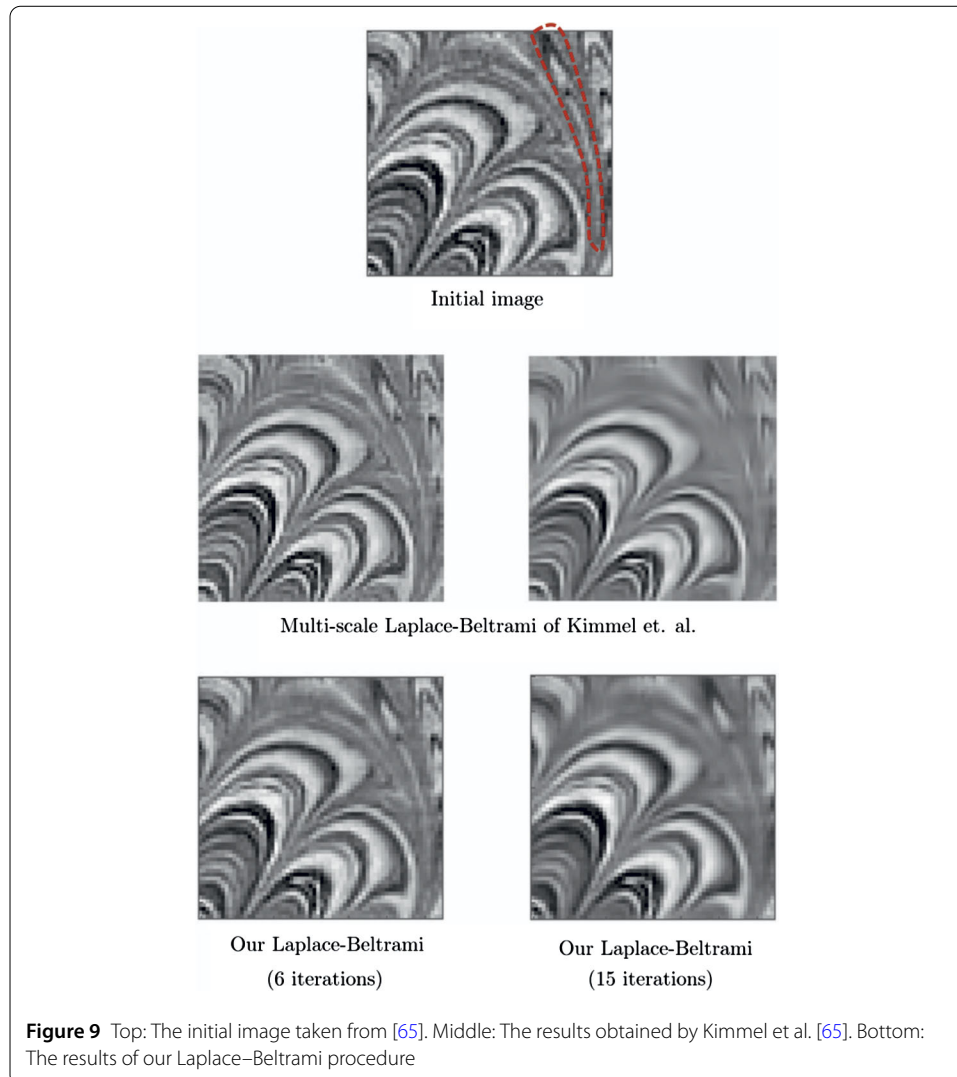 Initial image
Multi-scale Laplace-Beltrami of Kimmel et. al.
Our Laplace-Beltrami
(6 iterations)
Our Laplace-Beltrami
(15 iterations)
Figure 9 Top: The initial image taken from [65]. Middle: The results obtained by Kimmel et al. [65]. Bottom:
The results of our Laplace–Beltrami procedure